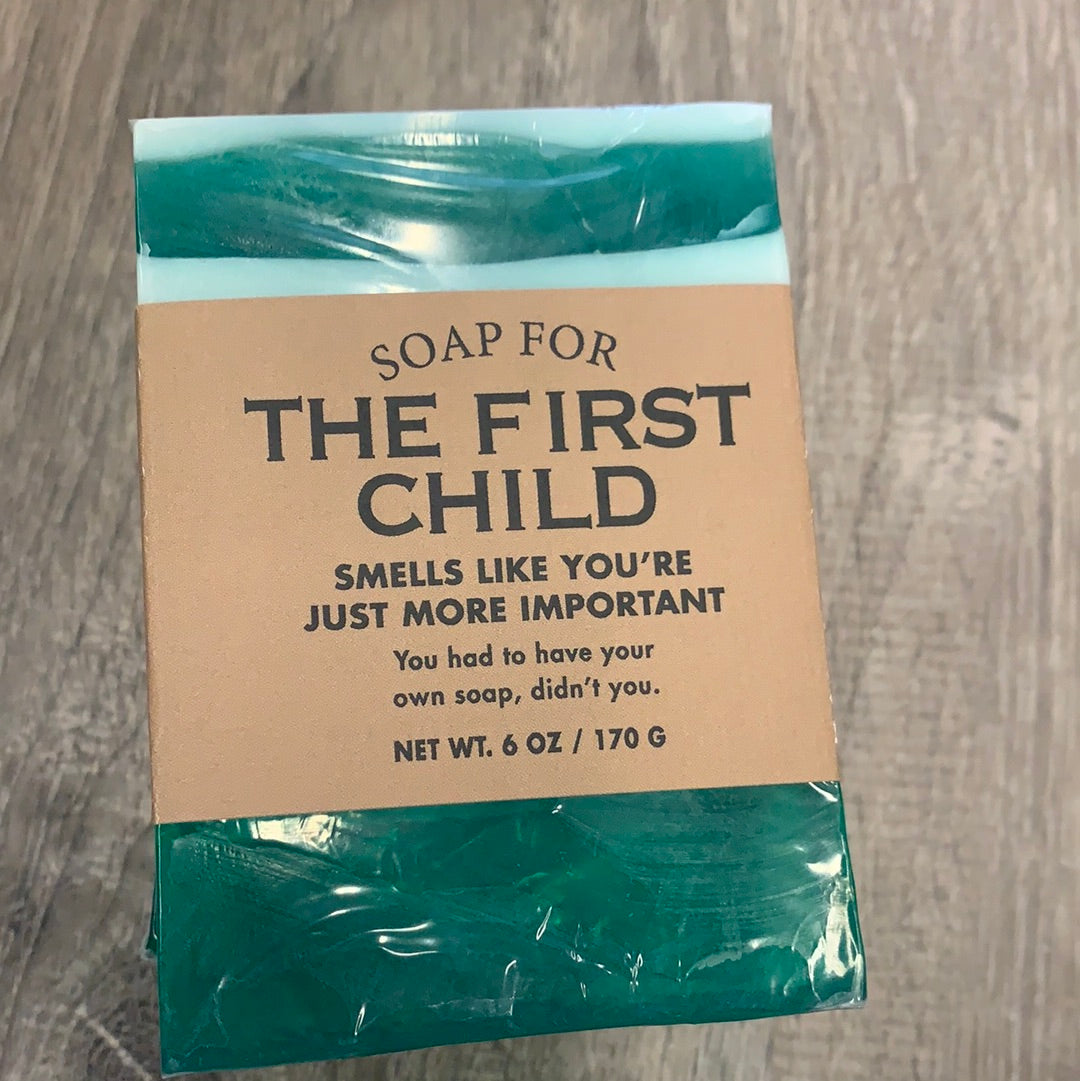 SOAP FOR
THE FIRST
CHILD
SMELLS LIKE YOU'RE
JUST MORE IMPORTANT
You had to have your
own soap, didn't you.
NET WT. 6 OZ / 170 G